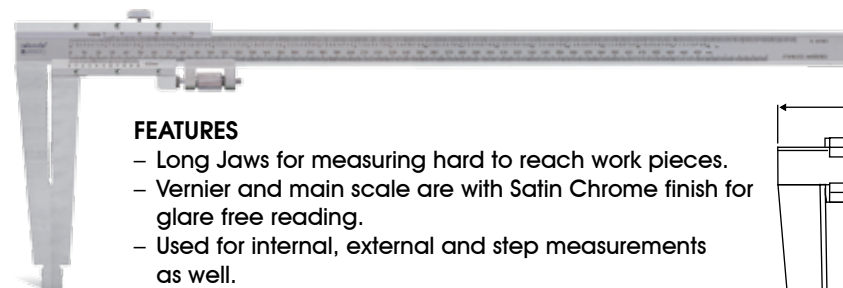 FEATURES
– Long Jaws for measuring hard to reach work pieces.
– Vernier and main scale are with Satin Chrome finish for
glare free reading.
– Used for internal, external and step measurements
as well.